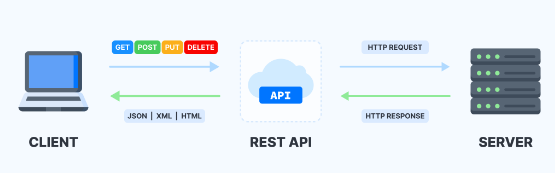 GET POST PUT DELETE
HTTP REQUEST
API
JSON | XML | HTML
HTTP RESPONSE
CLIENT
REST API
SERVER